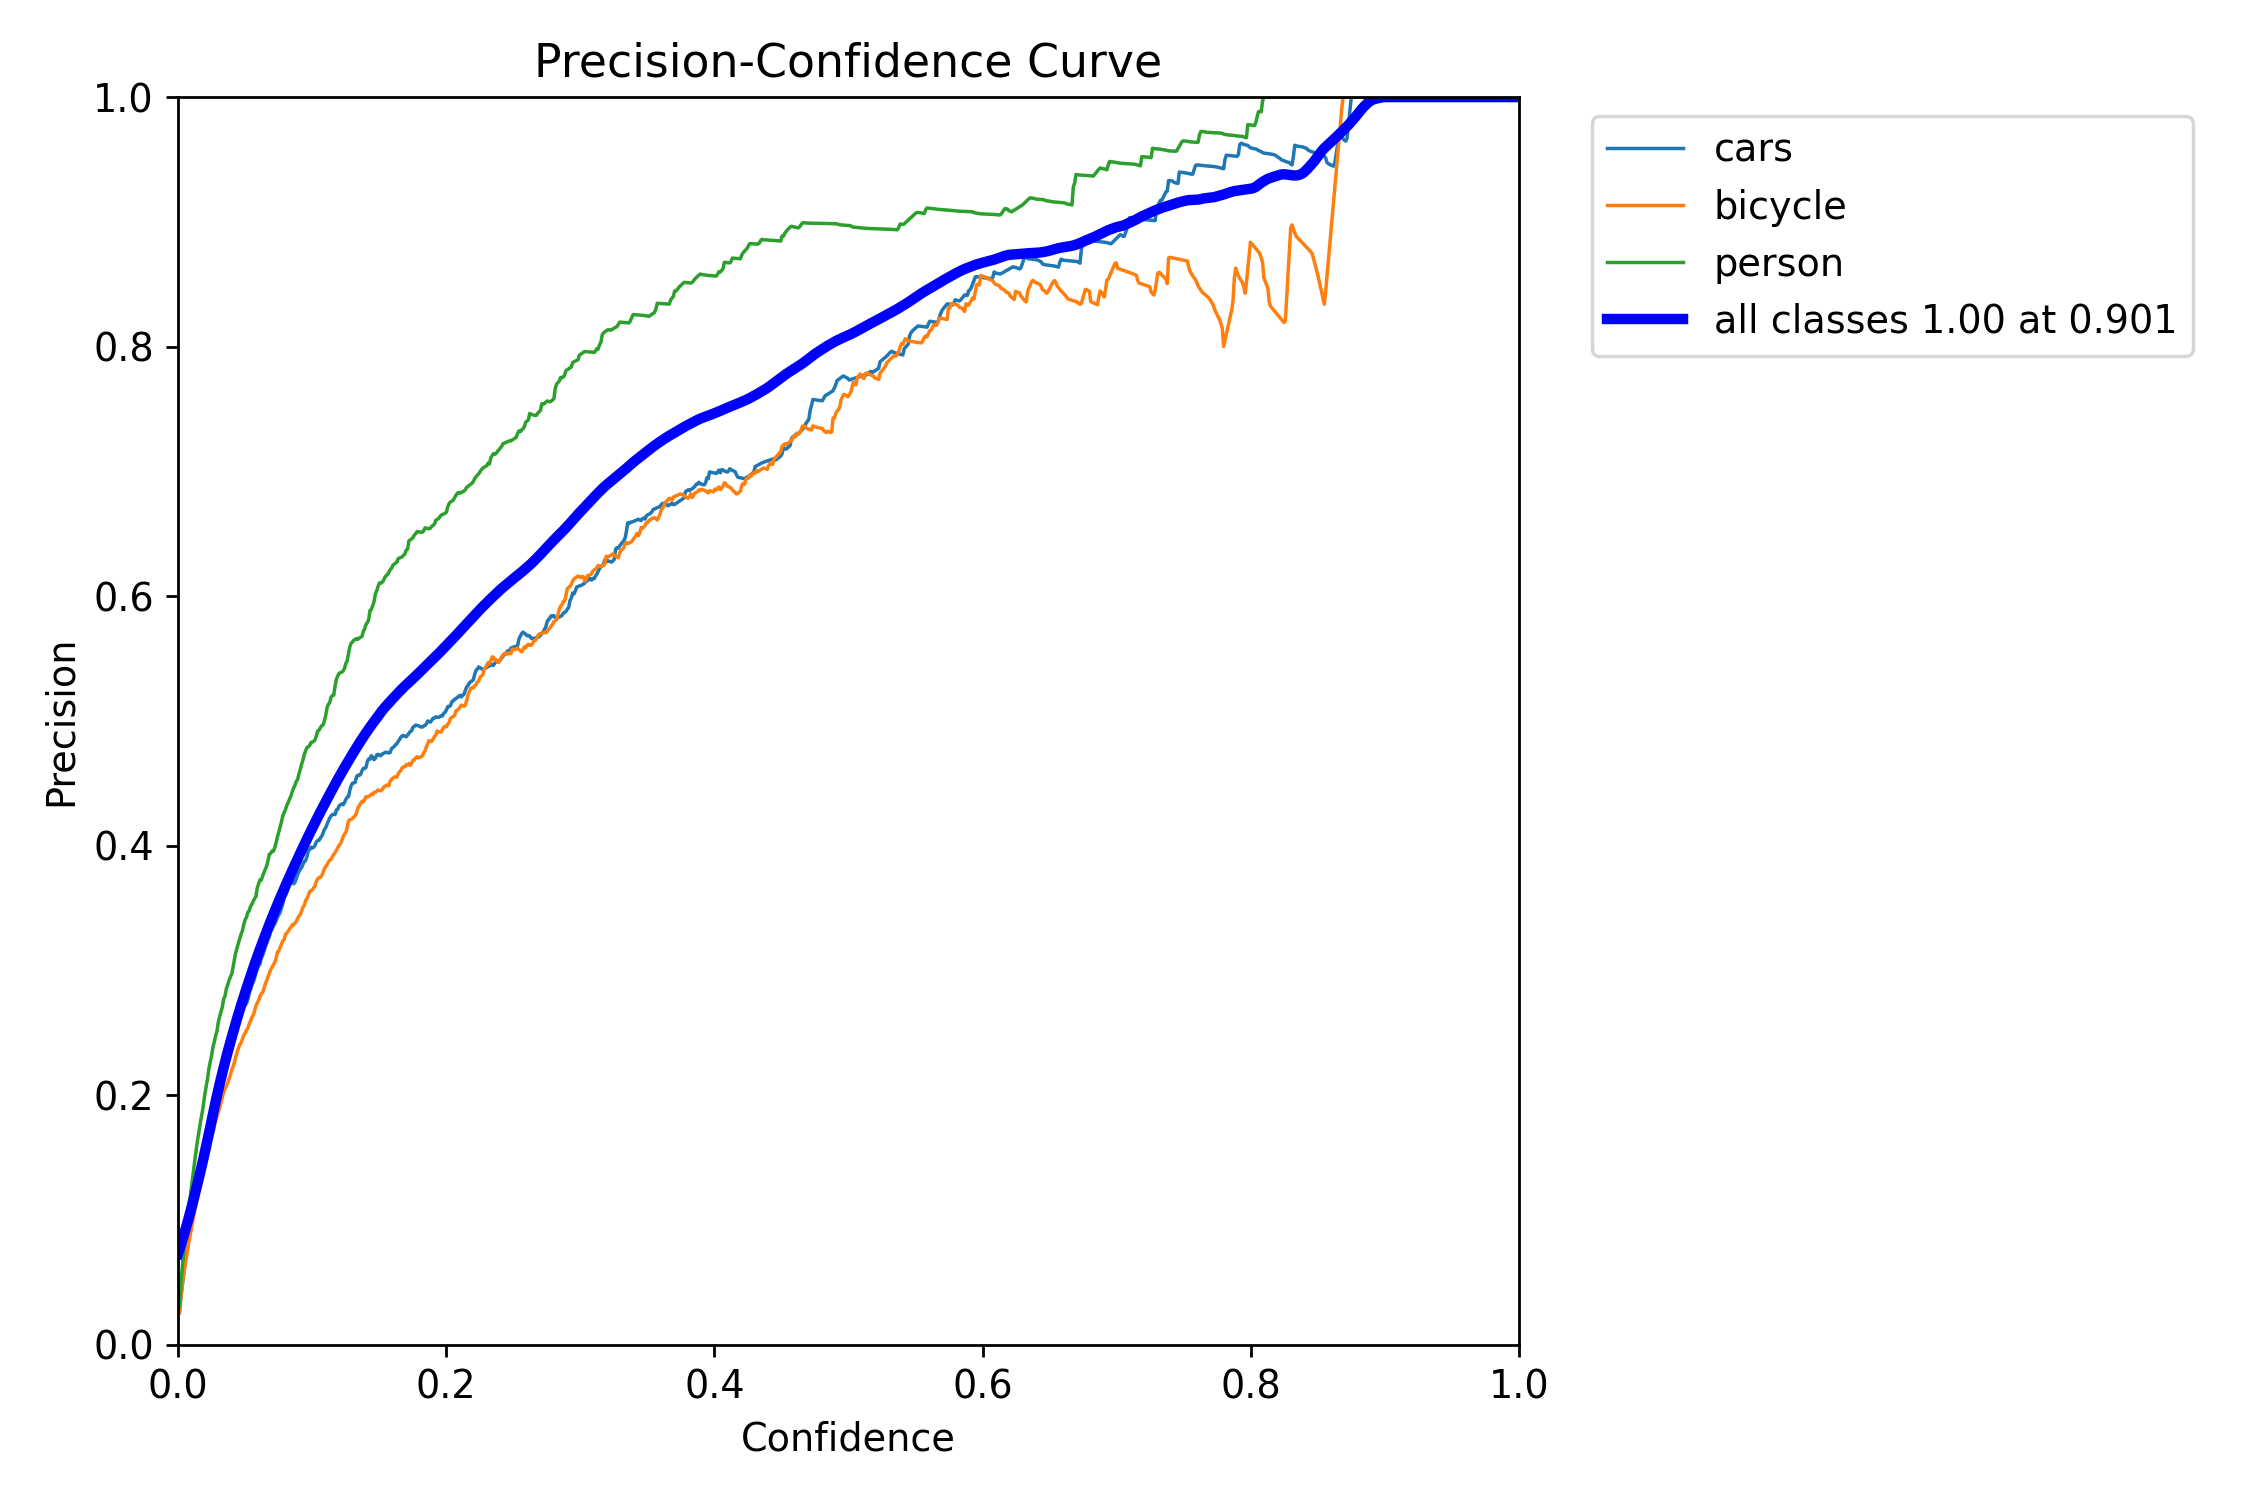 Precision-Confidence Curve
1.0
0.8
0.6
0.4
0.2
0.0
Precision
0.0 0.2 0.4 0.6 0.8 1.0
Confidence
cars
bicycle
person
all classes 1.00 at 0.901